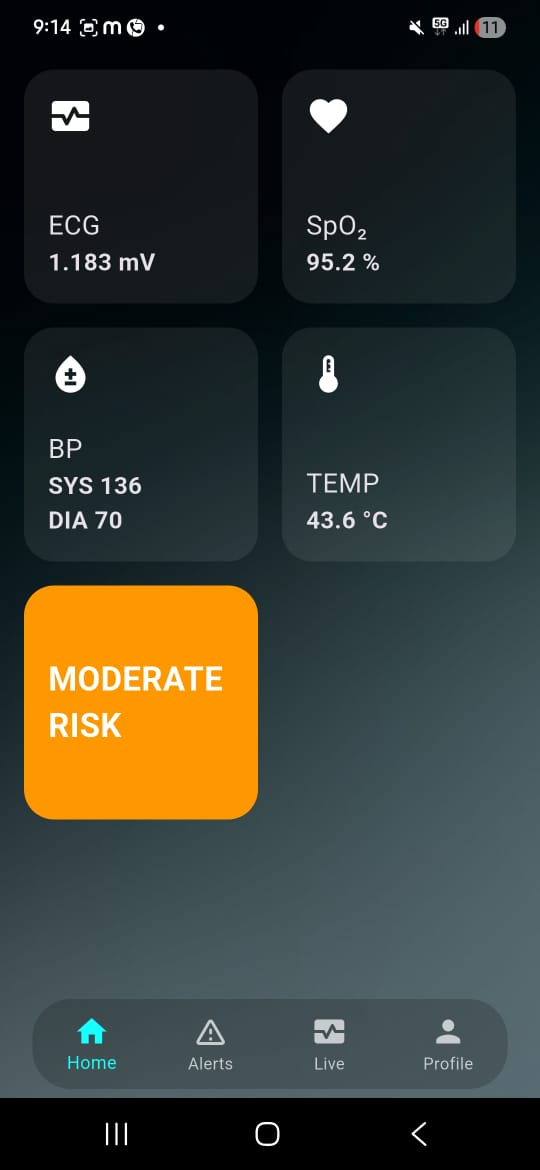 9:14
5G
11
ECG
1.183 mV
SpO₂
95.2 %
BP
SYS 136
DIA 70
TEMP
43.6 °C
MODERATE
RISK
Home
Alerts
Live
Profile